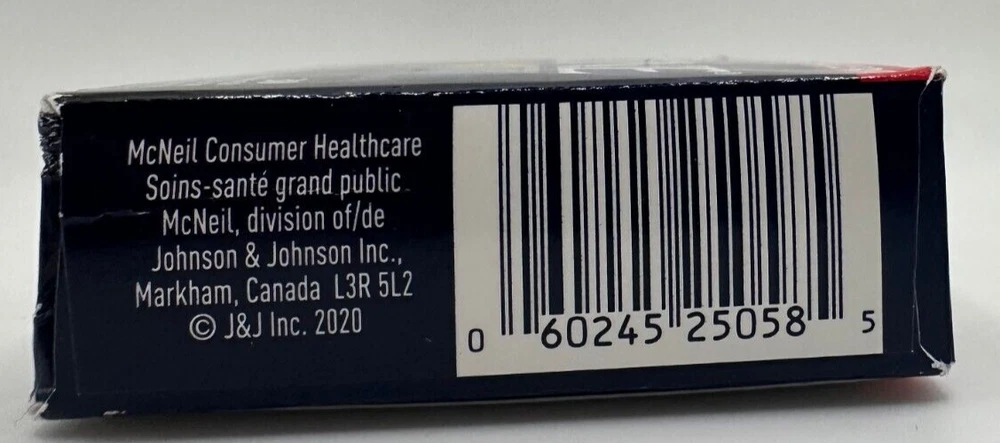 McNeil Consumer Healthcare
Soins-santé grand public
McNeil, division of/de
Johnson & Johnson Inc.,
Markham, Canada L3R 5L2
© J&J Inc. 2020
0 60245 25058 5